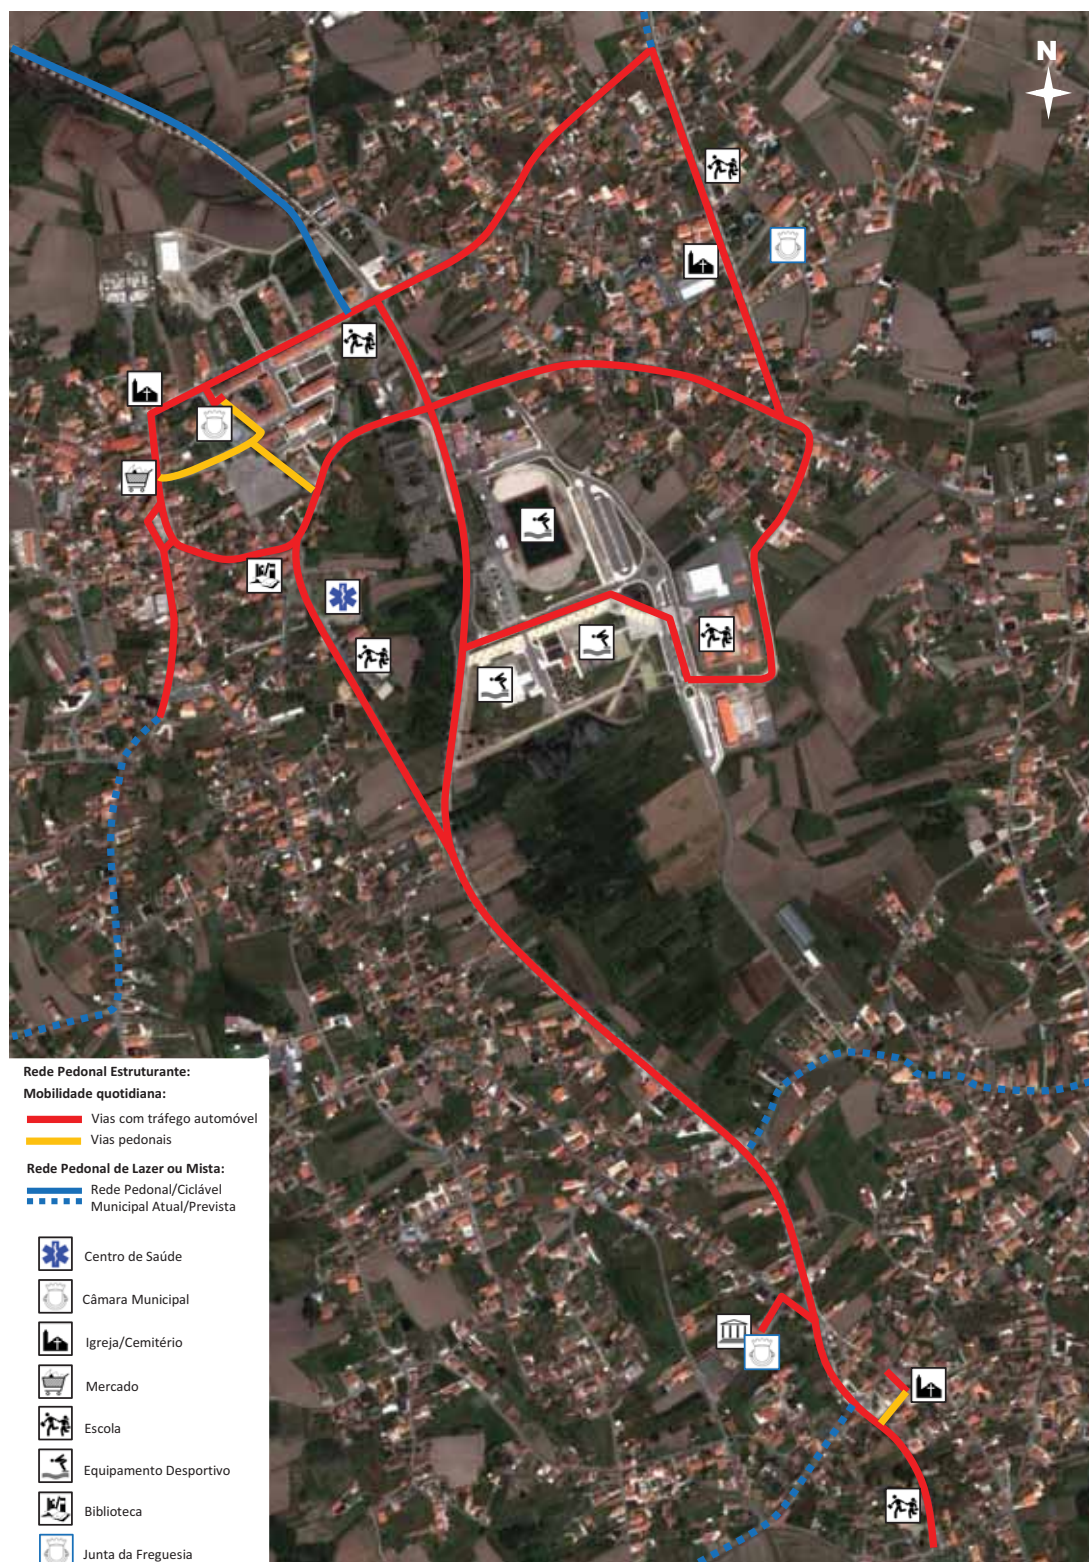 N
Rede Pedonal Estruturante:
Mobilidade quotidiana:
Vias com tráfego automóvel
Vias pedonais
Rede Pedonal de Lazer ou Mista:
Rede Pedonal/Ciclável
Municipal Atual/Prevista
Centro de Saúde
Câmara Municipal
Igreja/Cemitério
Mercado
Escola
Equipamento Desportivo
Biblioteca
Junta da Freguesia